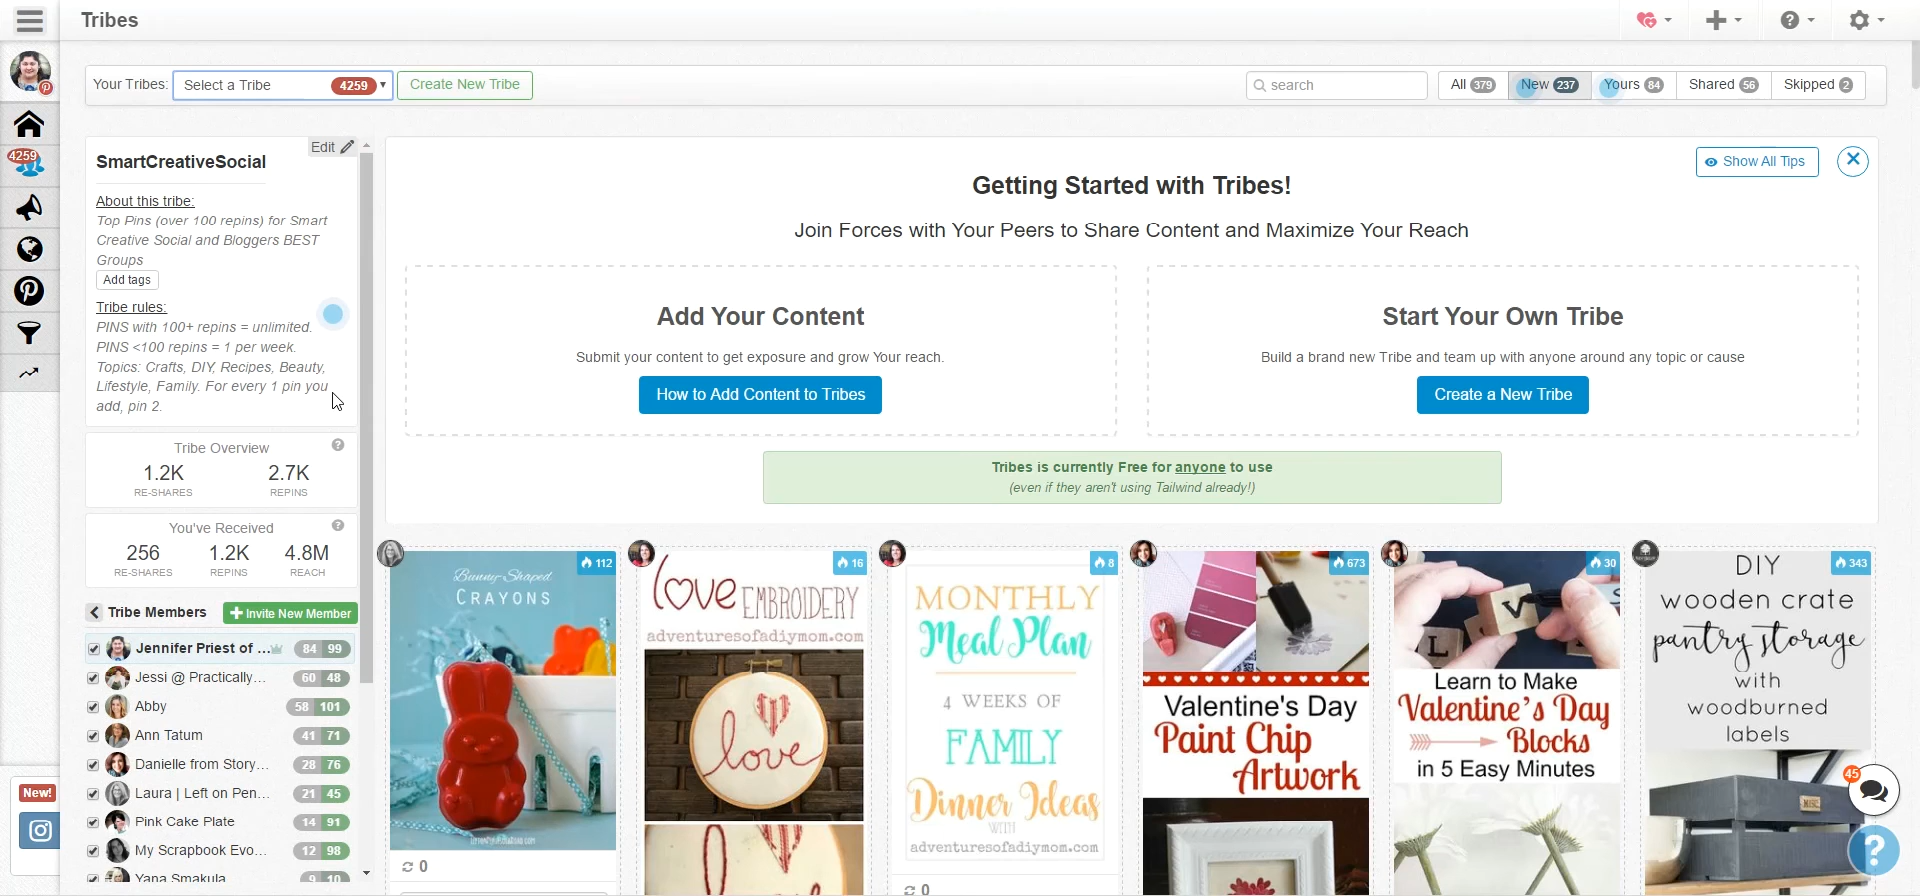 Tribes
Your Tribes:
Select a Tribe
4259
Create New Tribe
search
All 379
New 237
Yours 84
Shared 56
Skipped 2
4259
Edit
SmartCreativeSocial
About this tribe:
Top Pins (over 100 repins) for Smart
Creative Social and Bloggers BEST
Groups
Add tags
Tribe rules:
PINS with 100+ repins = unlimited.
PINS <100 repins = 1 per week.
Topics: Crafts, DIY, Recipes, Beauty,
Lifestyle, Family. For every 1 pin you
add, pin 2.
Tribe Overview
1.2K 2.7K
RE-SHARES REPINS
You've Received
256 1.2K 4.8M
RE-SHARES REPINS REACH
Tribe Members
Invite New Member
Jennifer Priest of ... 84 99
Jessi @ Practically... 60 48
Abby 58 101
Ann Tatum 41 71
Danielle from Story... 28 76
Laura | Left on Pen... 21 45
Pink Cake Plate 14 91
My Scrapbook Evo... 12 98
Yana Smakula 9 10
New!
Show All Tips
Getting Started with Tribes!
Join Forces with Your Peers to Share Content and Maximize Your Reach
Add Your Content
Submit your content to get exposure and grow Your reach.
How to Add Content to Tribes
Start Your Own Tribe
Build a brand new Tribe and team up with anyone around any topic or cause
Create a New Tribe
Tribes is currently Free for anyone to use
(even if they aren't using Tailwind already!)
112
Bunny-Shaped
CRAYONS
0
16
love EMBROIDERY
adventuresofadiymom.com
love
8
MONTHLY
Meal Plan
4 WEEKS OF
FAMILY
Dinner Ideas
WITH
adventuresofadiymom.com
0
673
Valentine's Day
Paint Chip
Artwork
30
L V S
Learn to Make
Valentine's Day
Blocks
in 5 Easy Minutes
343
DIY
wooden crate
pantry storage
with
woodburned
labels
45
?